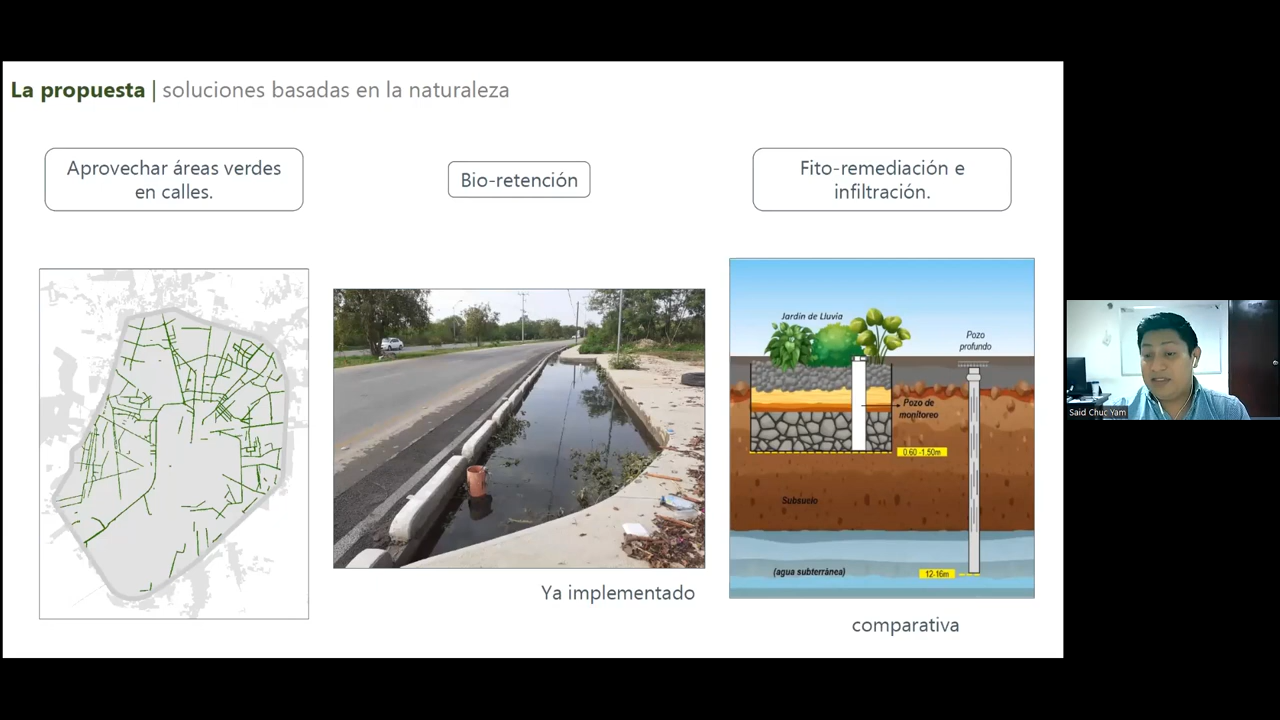 La propuesta | soluciones basadas en la naturaleza
Aprovechar áreas verdes
en calles.
Bio-retención
Fito-remediación e
infiltración.
Jardín de Lluvia
Pozo
profundo
Pozo de
monitoreo
0.60 -1.50m
Subsuelo
(agua subterránea)
12-16m
Ya implementado
comparativa
Said Chuc Yam